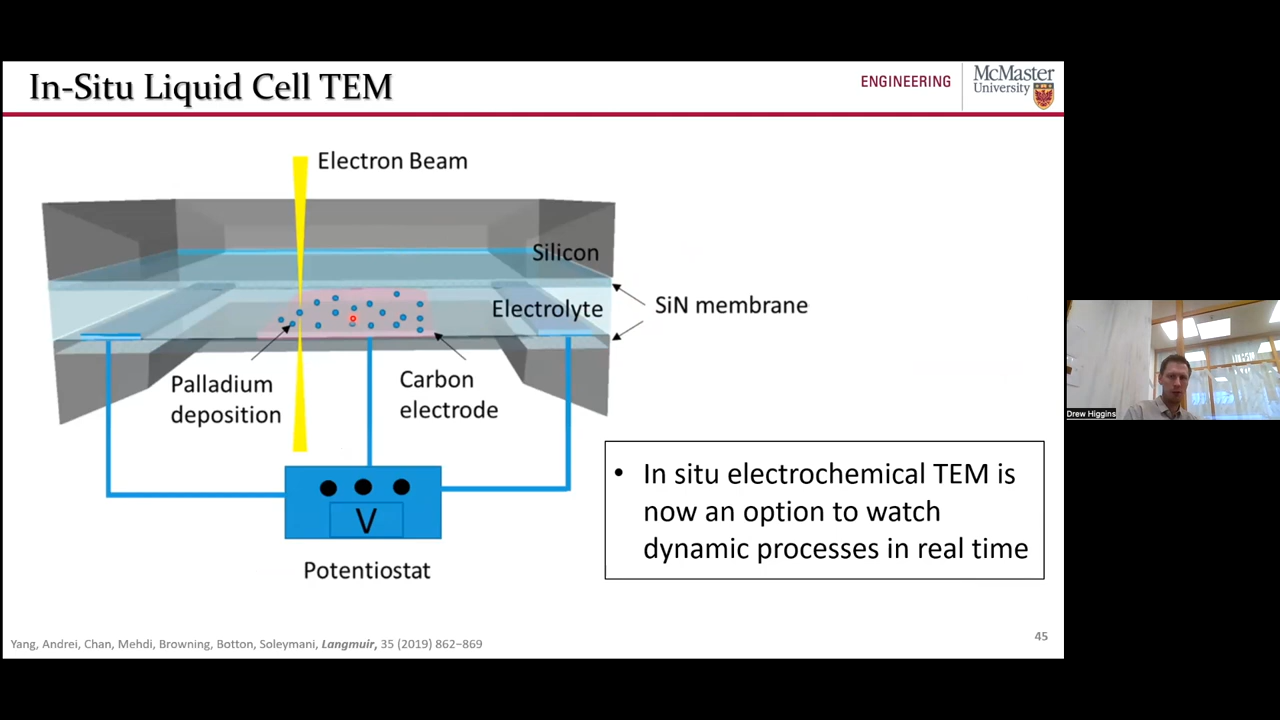 In-Situ Liquid Cell TEM
ENGINEERING
McMaster
University
Electron Beam
Silicon
Electrolyte
SiN membrane
Palladium
deposition
Carbon
electrode
V
Potentiostat
• In situ electrochemical TEM is
now an option to watch
dynamic processes in real time
Yang, Andrei, Chan, Mehdi, Browning, Botton, Soleymani, Langmuir, 35 (2019) 862−869
45
Drew Higgins